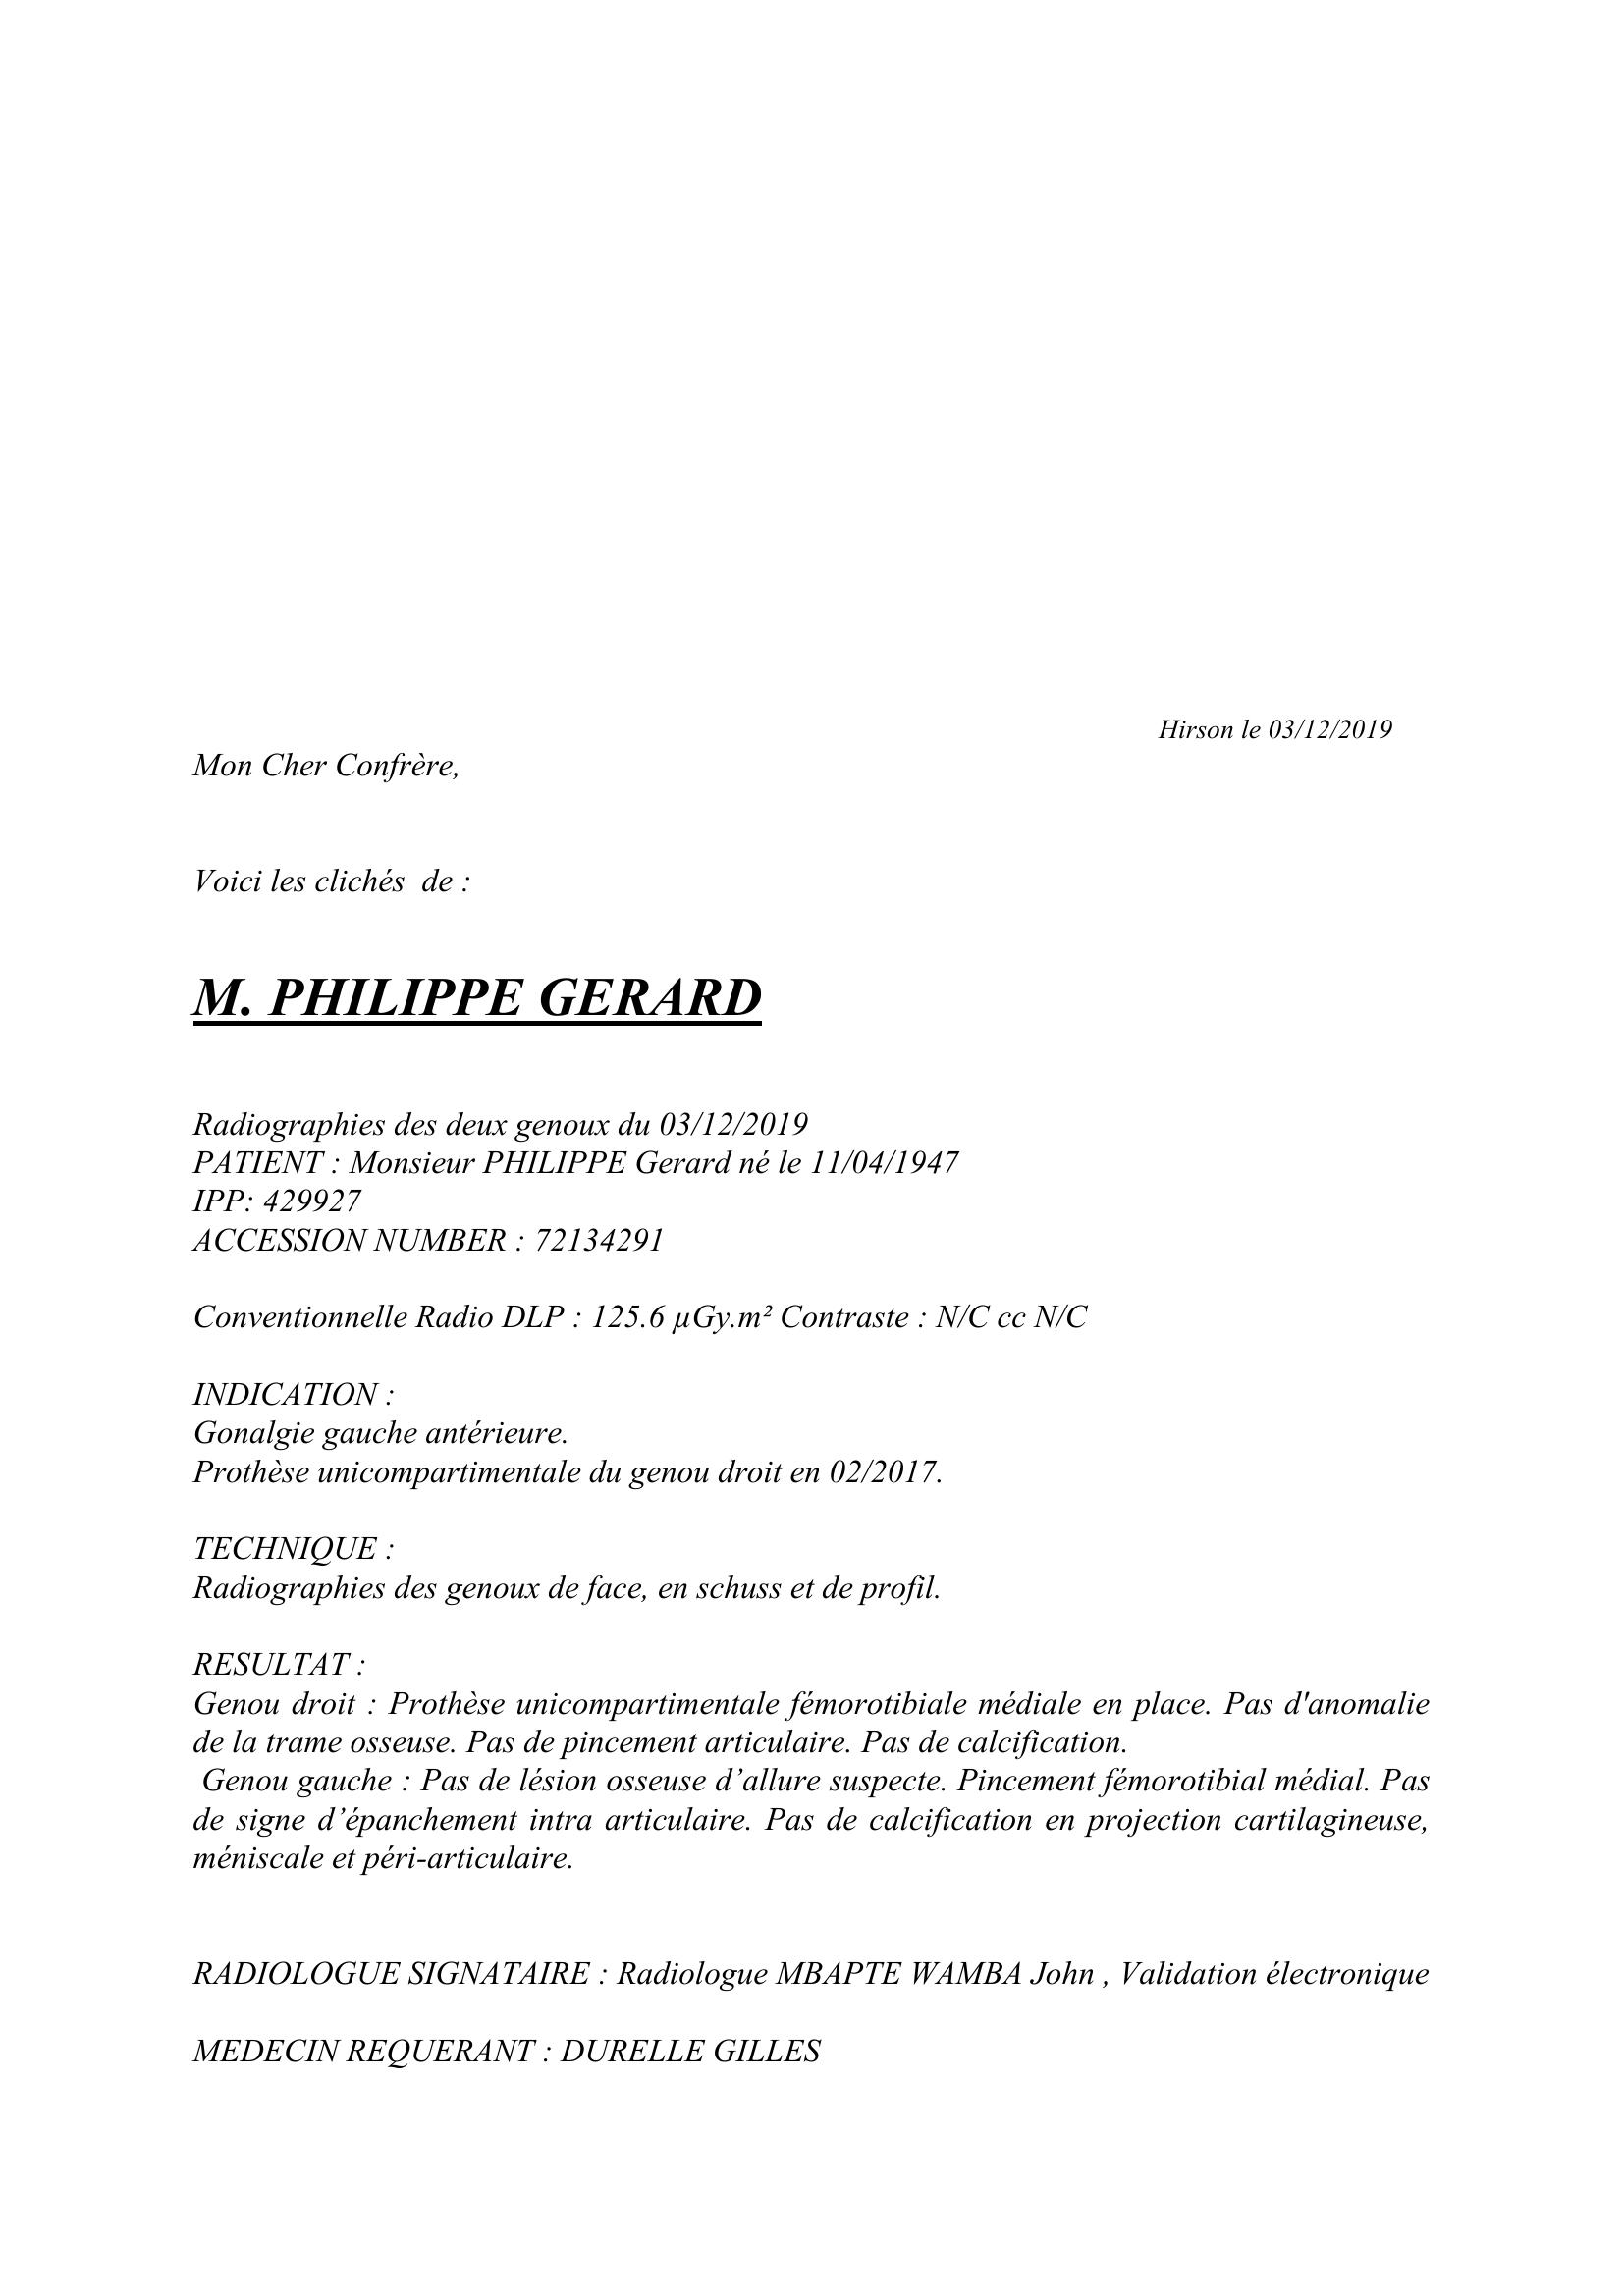 Hirson le 03/12/2019
Mon Cher Confrère,
Voici les clichés  de :
M. PHILIPPE GERARD
Radiographies des deux genoux du 03/12/2019
PATIENT : Monsieur PHILIPPE Gerard né le 11/04/1947
IPP: 429927
ACCESSION NUMBER : 72134291
Conventionnelle Radio DLP : 125.6 µGy.m² Contraste : N/C cc N/C
INDICATION :
Gonalgie gauche antérieure.
Prothèse unicompartimentale du genou droit en 02/2017.
TECHNIQUE :
Radiographies des genoux de face, en schuss et de profil.
RESULTAT :
Genou droit : Prothèse unicompartimentale fémorotibiale médiale en place. Pas d'anomalie
de la trame osseuse. Pas de pincement articulaire. Pas de calcification.
Genou gauche : Pas de lésion osseuse d’allure suspecte. Pincement fémorotibial médial. Pas
de signe d’épanchement intra articulaire. Pas de calcification en projection cartilagineuse,
méniscale et péri-articulaire.
RADIOLOGUE SIGNATAIRE : Radiologue MBAPTE WAMBA John , Validation électronique
MEDECIN REQUERANT : DURELLE GILLES